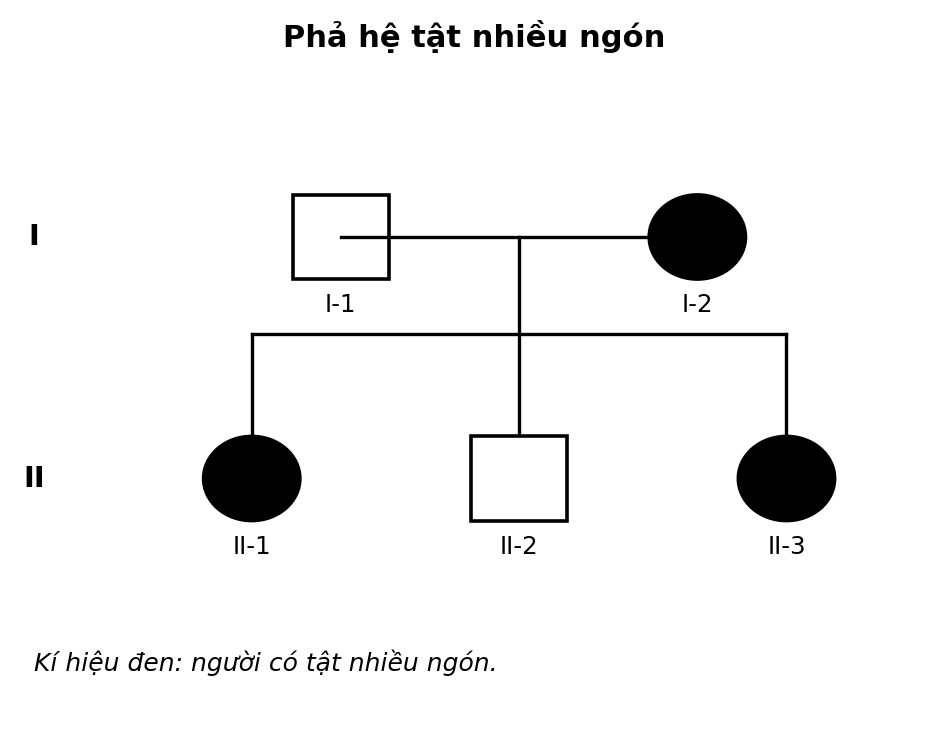 Phả hệ tật nhiều ngón
I
I-1
I-2
II
II-1
II-2
II-3
Kí hiệu đen: người có tật nhiều ngón.